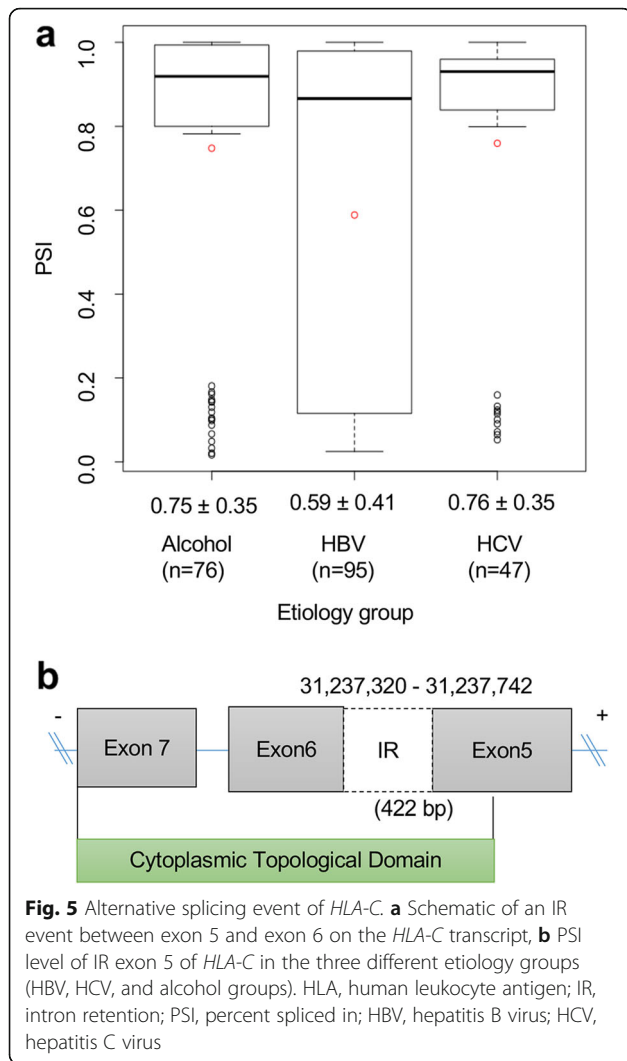 a
1.0
0.8
0.6
0.4
0.2
0.0
PSI
0.75 ± 0.35 0.59 ± 0.41 0.76 ± 0.35
Alcohol HBV HCV
(n=76) (n=95) (n=47)
Etiology group
b
31,237,320 - 31,237,742
- +
Exon 7 Exon6 IR Exon5
(422 bp)
Cytoplasmic Topological Domain
Fig. 5 Alternative splicing event of HLA-C. a Schematic of an IR
event between exon 5 and exon 6 on the HLA-C transcript, b PSI
level of IR exon 5 of HLA-C in the three different etiology groups
(HBV, HCV, and alcohol groups). HLA, human leukocyte antigen; IR,
intron retention; PSI, percent spliced in; HBV, hepatitis B virus; HCV,
hepatitis C virus